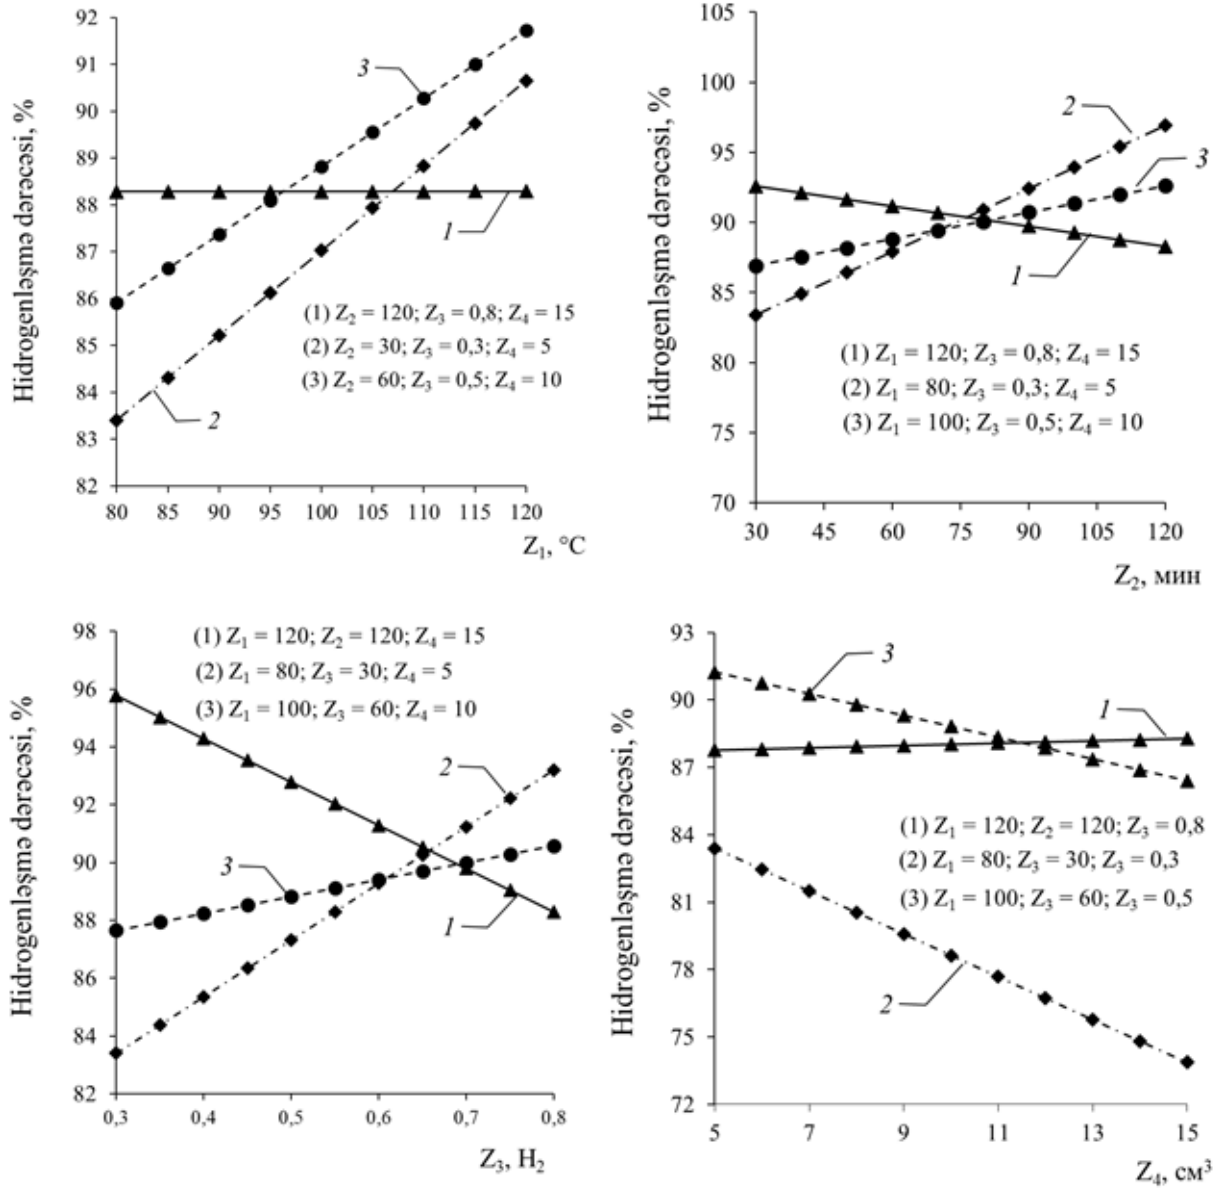 Hidrogenləşmə dərəcəsi, %
92
91
90
89
88
87
86
85
84
83
82
3
1
2
(1) Z₂ = 120; Z₃ = 0,8; Z₄ = 15
(2) Z₂ = 30; Z₃ = 0,3; Z₄ = 5
(3) Z₂ = 60; Z₃ = 0,5; Z₄ = 10
80 85 90 95 100 105 110 115 120
Z₁, °C
Hidrogenləşmə dərəcəsi, %
105
100
95
90
85
80
75
70
2
3
1
(1) Z₁ = 120; Z₃ = 0,8; Z₄ = 15
(2) Z₁ = 80; Z₃ = 0,3; Z₄ = 5
(3) Z₁ = 100; Z₃ = 0,5; Z₄ = 10
30 45 60 75 90 105 120
Z₂, мин
Hidrogenləşmə dərəcəsi, %
98
96
94
92
90
88
86
84
82
(1) Z₁ = 120; Z₂ = 120; Z₄ = 15
(2) Z₁ = 80; Z₃ = 30; Z₄ = 5
(3) Z₁ = 100; Z₃ = 60; Z₄ = 10
2
3
1
0,3 0,4 0,5 0,6 0,7 0,8
Z₃, H₂
Hidrogenləşmə dərəcəsi, %
93
90
87
84
81
78
75
72
3
1
(1) Z₁ = 120; Z₂ = 120; Z₃ = 0,8
(2) Z₁ = 80; Z₃ = 30; Z₃ = 0,3
(3) Z₁ = 100; Z₃ = 60; Z₃ = 0,5
2
5 7 9 11 13 15
Z₄, см³